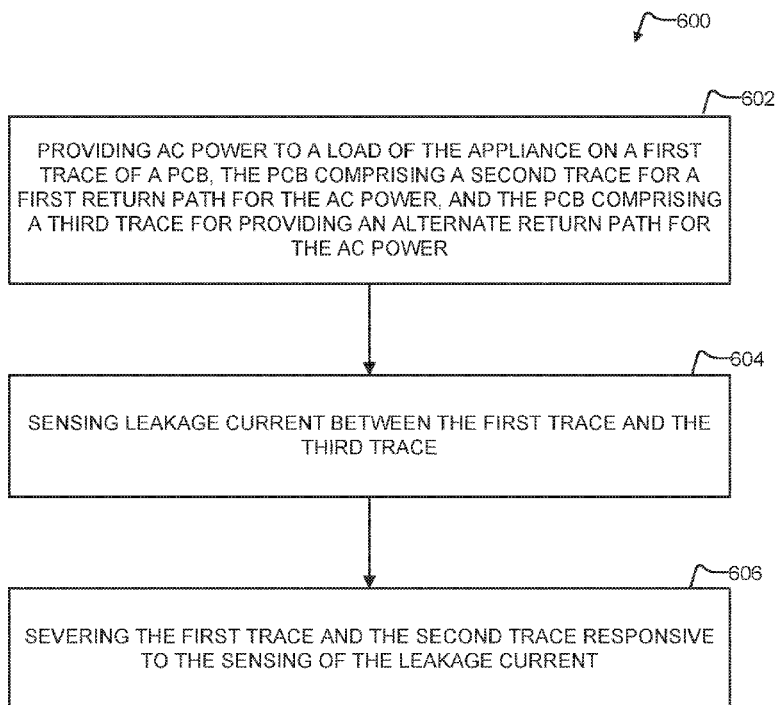 600
602
PROVIDING AC POWER TO A LOAD OF THE APPLIANCE ON A FIRST
TRACE OF A PCB, THE PCB COMPRISING A SECOND TRACE FOR A
FIRST RETURN PATH FOR THE AC POWER, AND THE PCB COMPRISING
A THIRD TRACE FOR PROVIDING AN ALTERNATE RETURN PATH FOR
THE AC POWER
604
SENSING LEAKAGE CURRENT BETWEEN THE FIRST TRACE AND THE
THIRD TRACE
606
SEVERING THE FIRST TRACE AND THE SECOND TRACE RESPONSIVE
TO THE SENSING OF THE LEAKAGE CURRENT